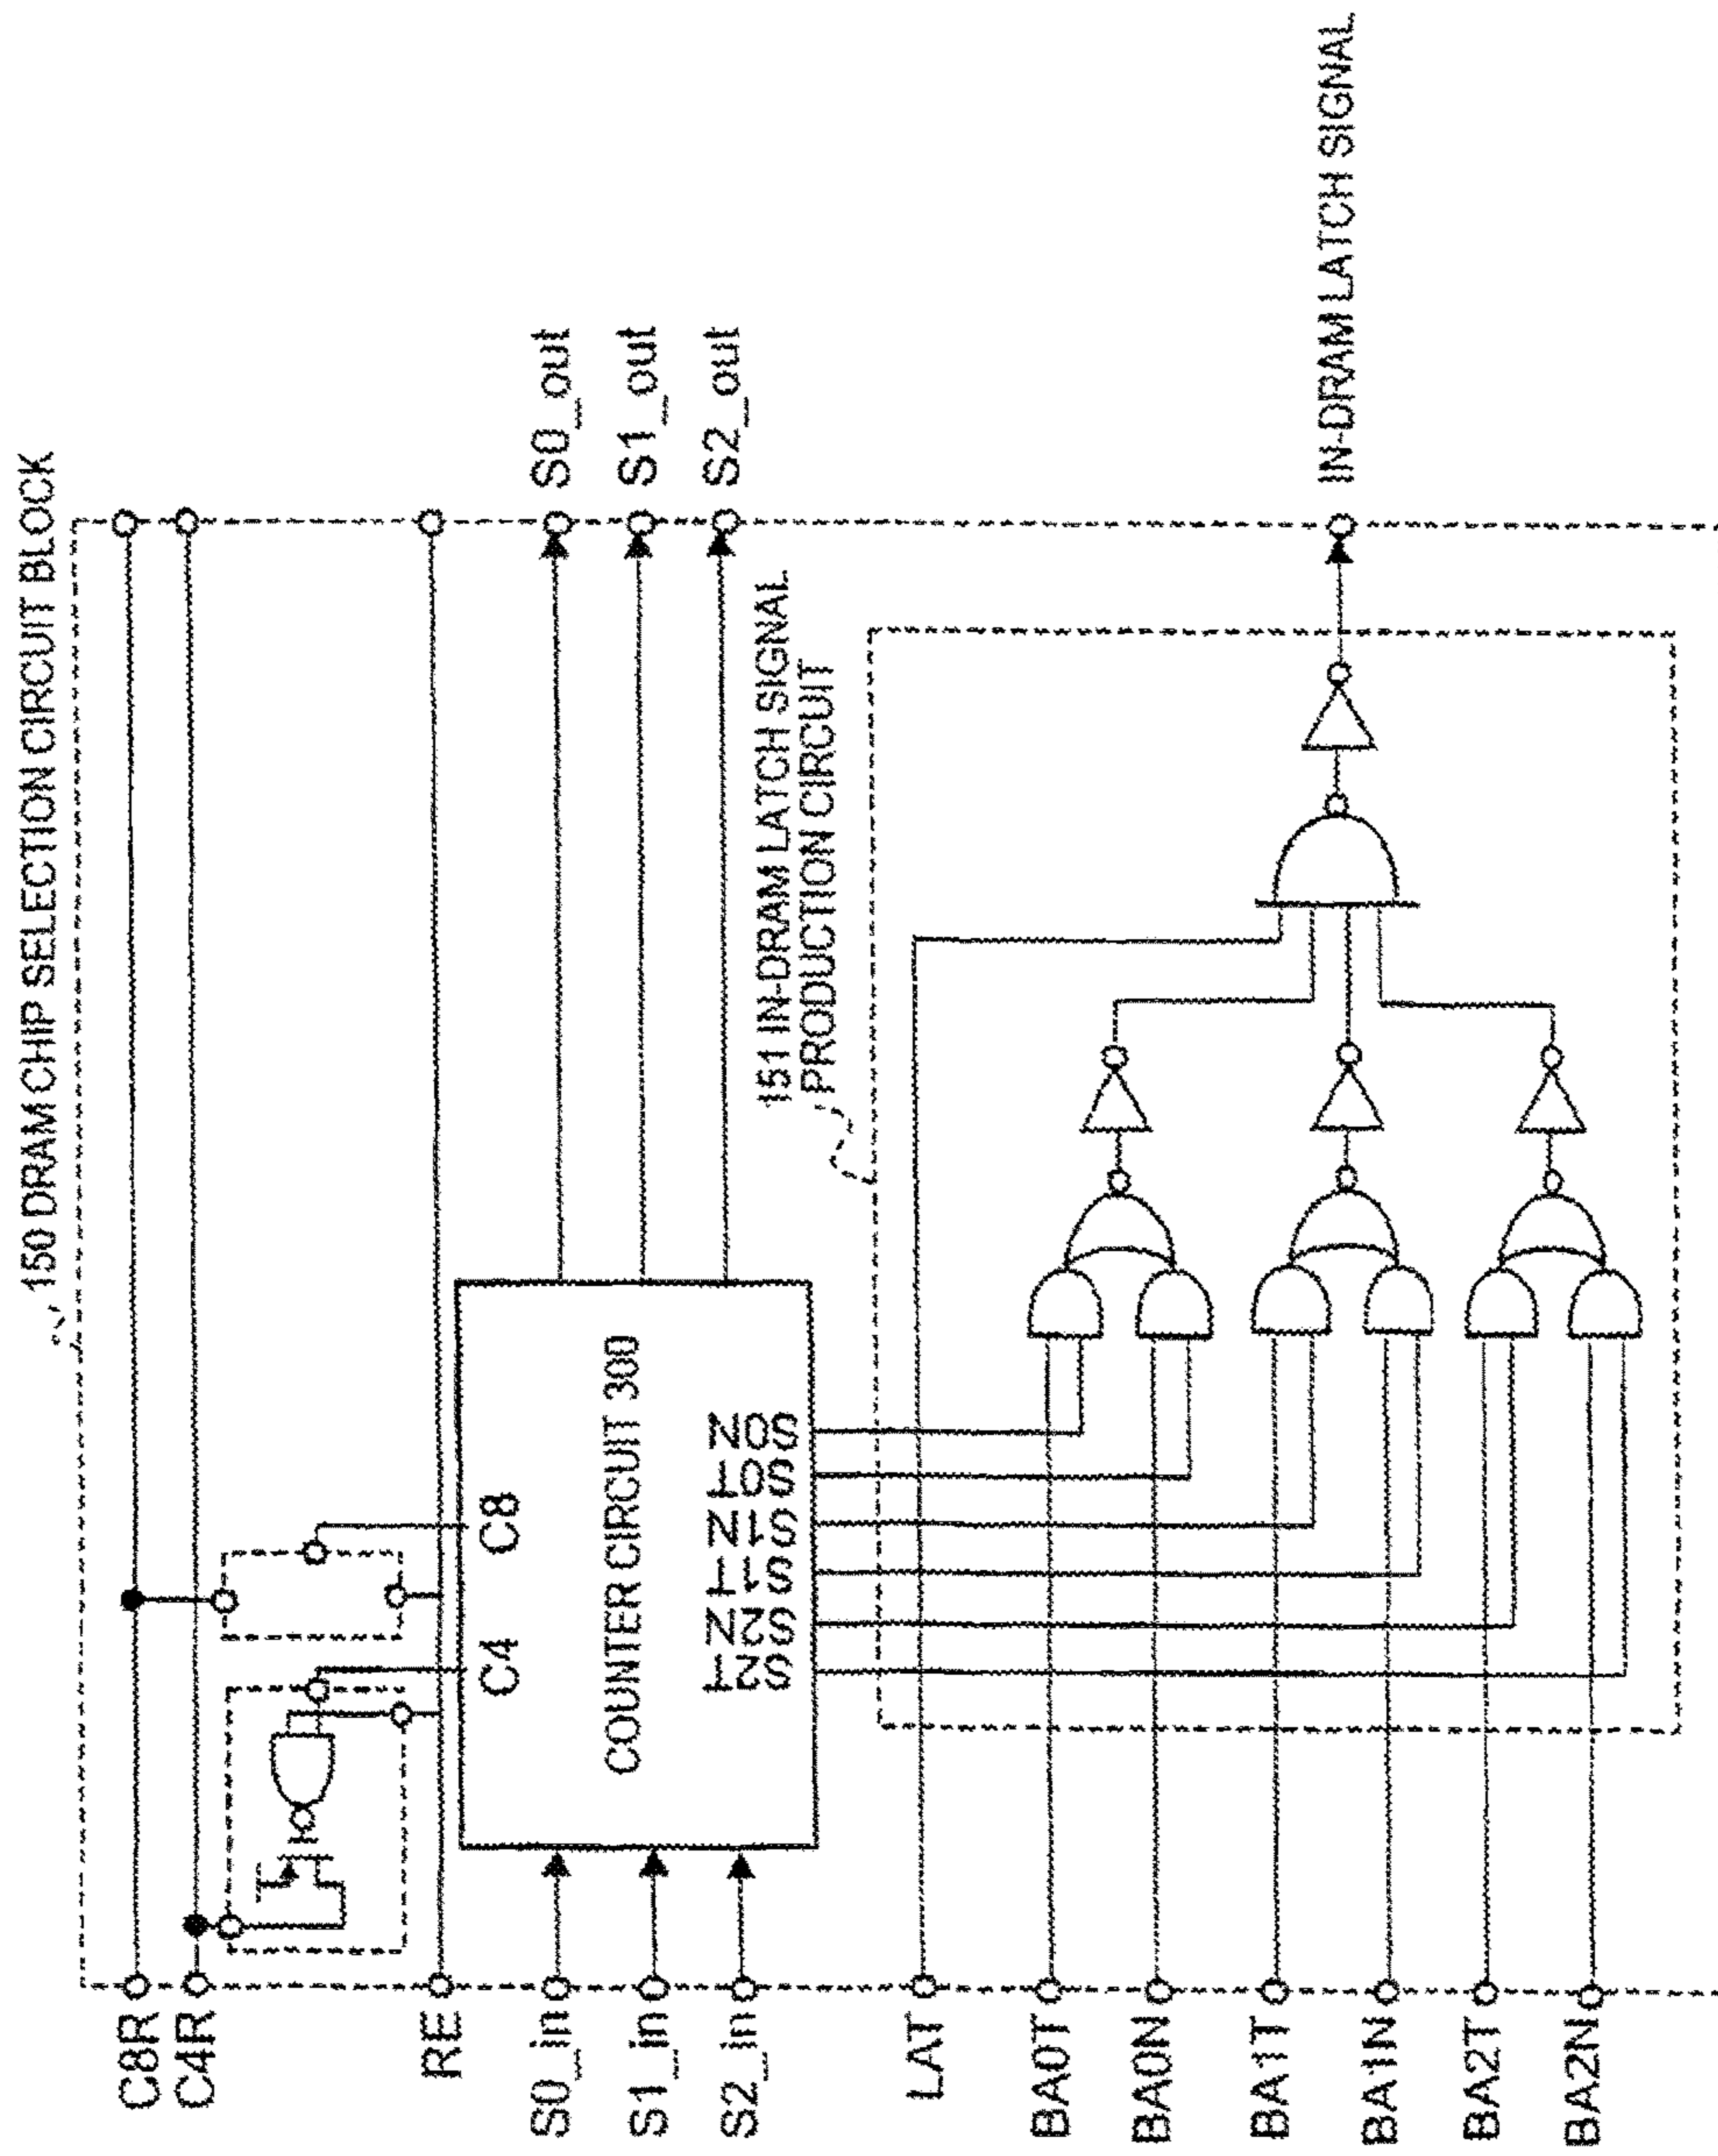 150 DRAM CHIP SELECTION CIRCUIT BLOCK
C8R
C4R
RE
S0_in
S1_in
S2_in
LAT
BA0T
BA0N
BA1T
BA1N
BA2T
BA2N
C4
C8
COUNTER CIRCUIT 300
S0N
S0T
S1N
S1T
S2N
S2T
S0_out
S1_out
S2_out
151 IN-DRAM LATCH SIGNAL
PRODUCTION CIRCUIT
IN-DRAM LATCH SIGNAL